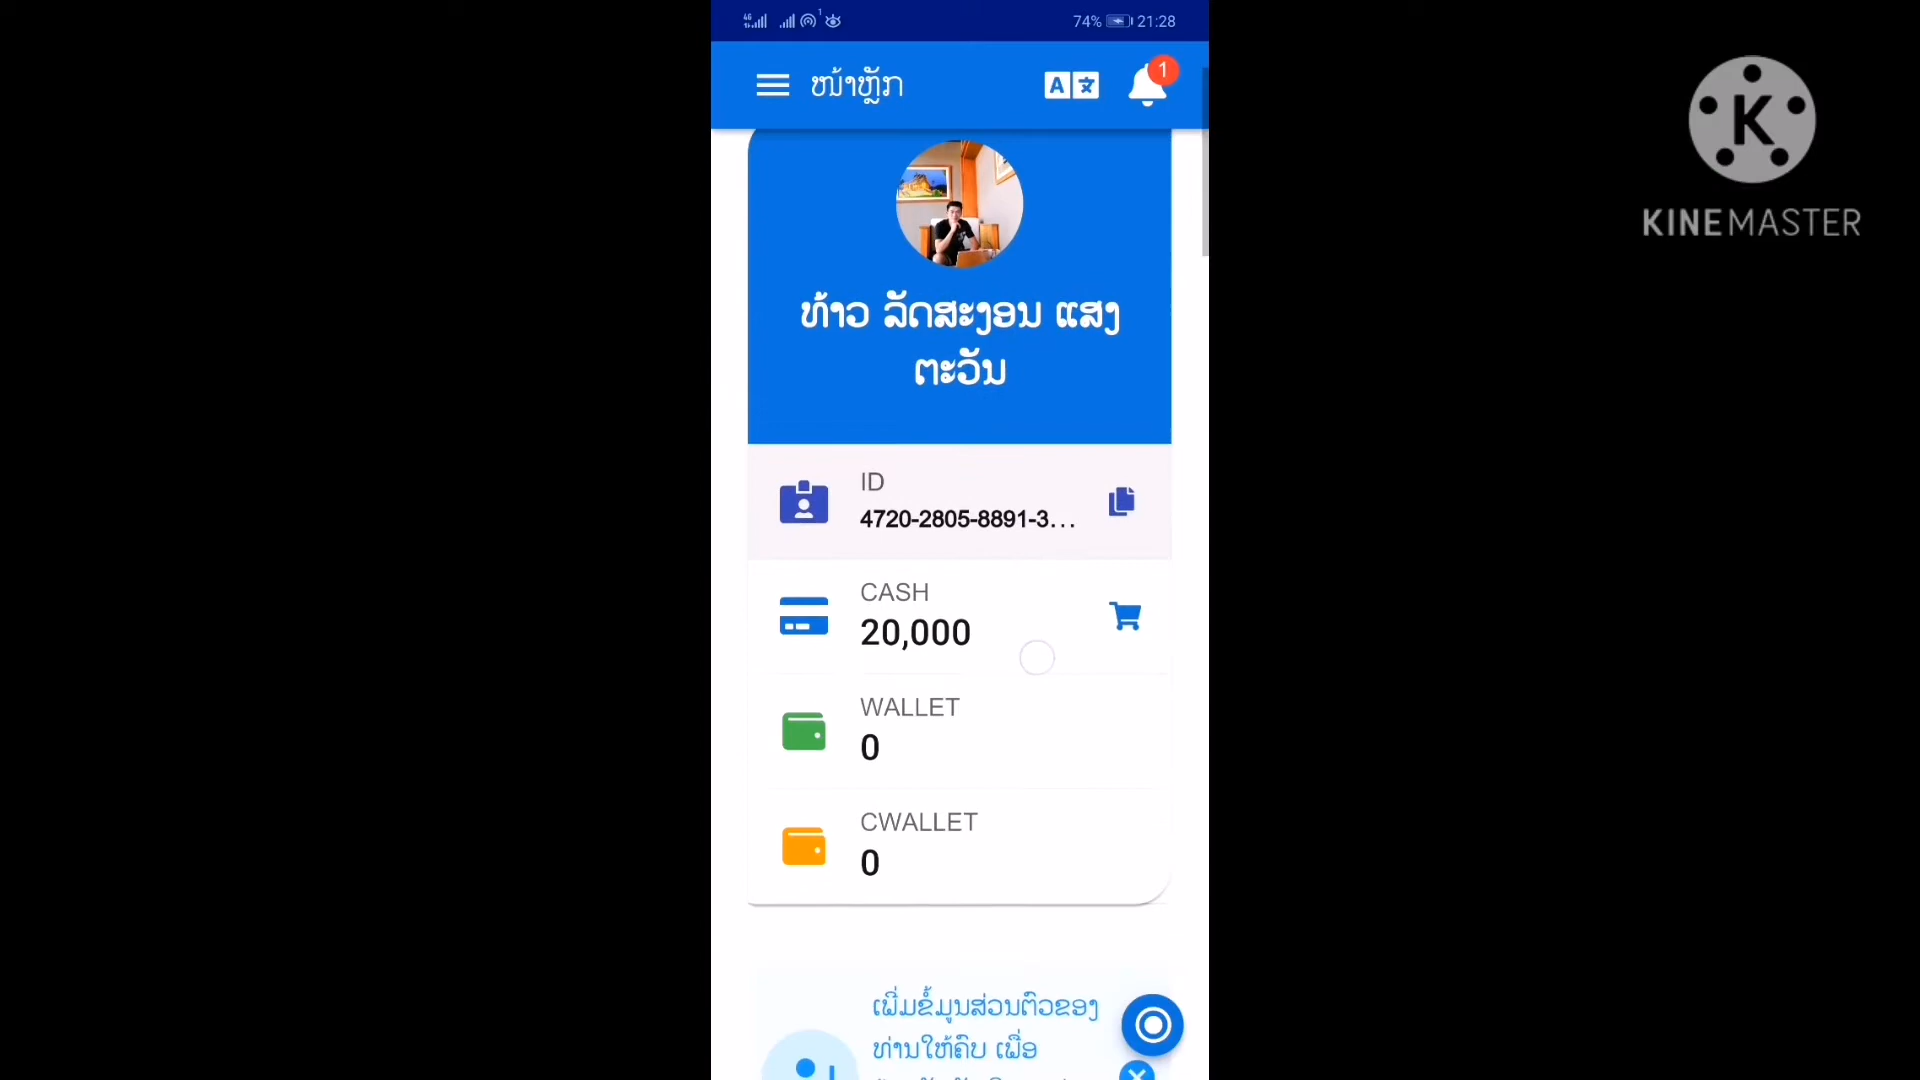 4G
1
74%
21:28
ໜ້າຫຼັກ
A
1
K
KINEMASTER
ທ້າວ ລັດສະງອນ ແສງ
ຕະວັນ
ID
4720-2805-8891-3...
CASH
20,000
WALLET
0
CWALLET
0
ເພີ່ມຂໍ້ມູນສ່ວນຕົວຂອງ
ທ່ານໃຫ້ຄົບ ເພື່ອ